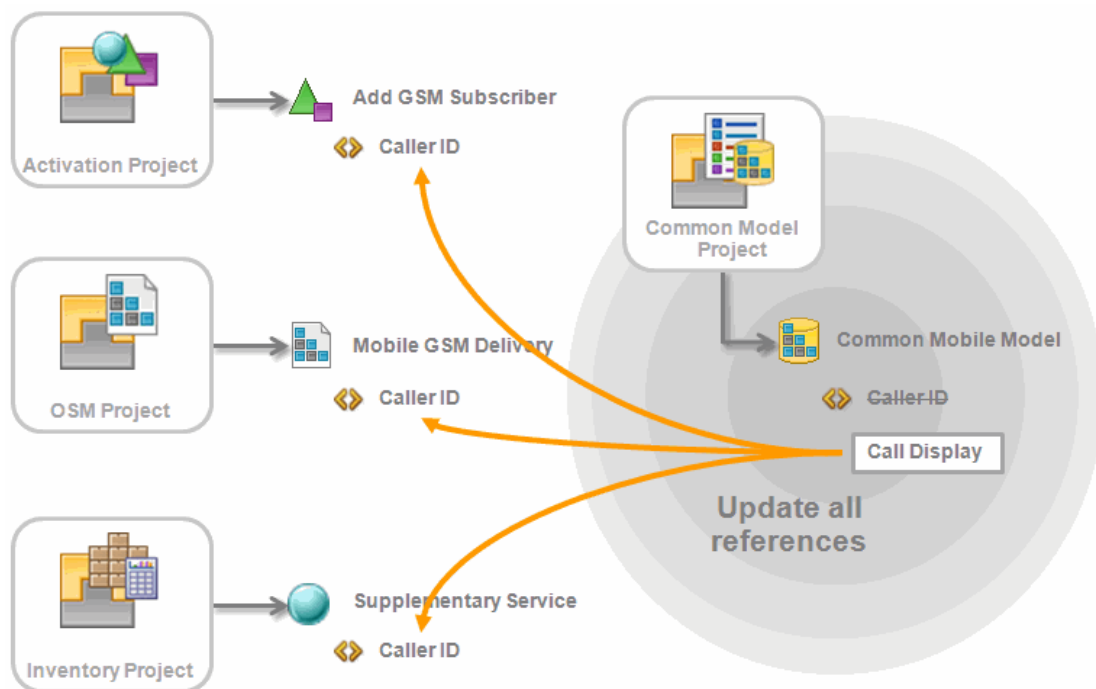 Activation Project
Add GSM Subscriber
Caller ID
OSM Project
Mobile GSM Delivery
Caller ID
Inventory Project
Supplementary Service
Caller ID
Common Model
Project
Common Mobile Model
Caller ID
Call Display
Update all
references